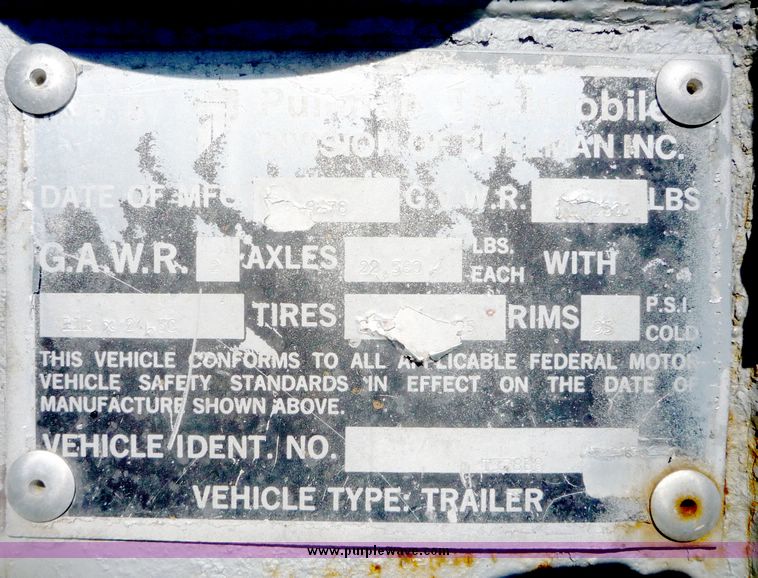 DIVISION OF PULLMAN INC.
DATE OF MFG G.V.W.R. LBS
G.A.W.R. AXLES 22,500 LBS. EACH WITH
TIRES RIMS P.S.I. COLD
THIS VEHICLE CONFORMS TO ALL APPLICABLE FEDERAL MOTOR
VEHICLE SAFETY STANDARDS IN EFFECT ON THE DATE OF
MANUFACTURE SHOWN ABOVE.
VEHICLE IDENT. NO.
VEHICLE TYPE: TRAILER
www.purplewave.com